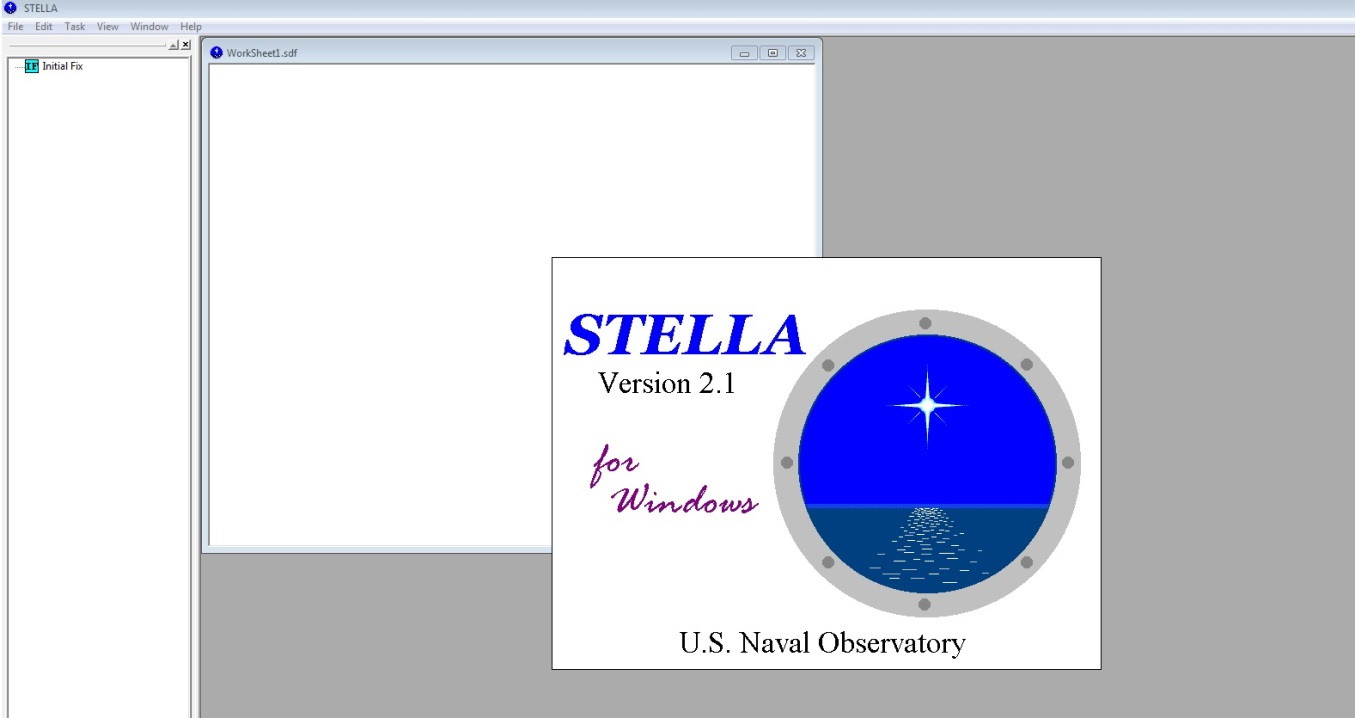 STELLA
File Edit Task View Window Help
IF Initial Fix
WorkSheet1.sdf
STELLA
Version 2.1
for
Windows
U.S. Naval Observatory